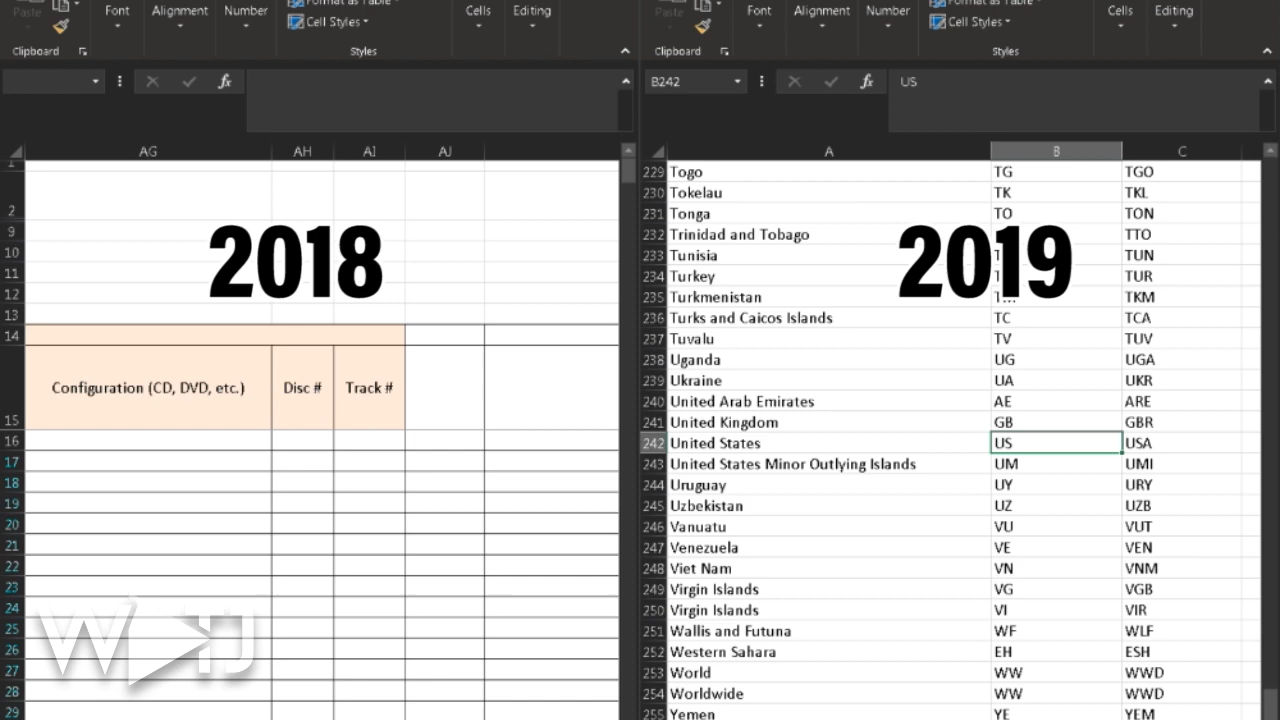 Paste Font Alignment Number Format as Table Cells Editing
Cell Styles
Clipboard Styles
fx
AG AH AI AJ
1
2
9
10
11
12
13
14
15 Configuration (CD, DVD, etc.) Disc # Track #
16
17
18
19
20
21
22
23
24
25
26
27
28
29
2018
Paste Font Alignment Number Format as Table Cells Editing
Cell Styles
Clipboard Styles
B242 fx US
A B C
229 Togo TG TGO
230 Tokelau TK TKL
231 Tonga TO TON
232 Trinidad and Tobago TTO
233 Tunisia TUN
234 Turkey TUR
235 Turkmenistan TKM
236 Turks and Caicos Islands TC TCA
237 Tuvalu TV TUV
238 Uganda UG UGA
239 Ukraine UA UKR
240 United Arab Emirates AE ARE
241 United Kingdom GB GBR
242 United States US USA
243 United States Minor Outlying Islands UM UMI
244 Uruguay UY URY
245 Uzbekistan UZ UZB
246 Vanuatu VU VUT
247 Venezuela VE VEN
248 Viet Nam VN VNM
249 Virgin Islands VG VGB
250 Virgin Islands VI VIR
251 Wallis and Futuna WF WLF
252 Western Sahara EH ESH
253 World WW WWD
254 Worldwide WW WWD
255 Yemen YE YEM
2019